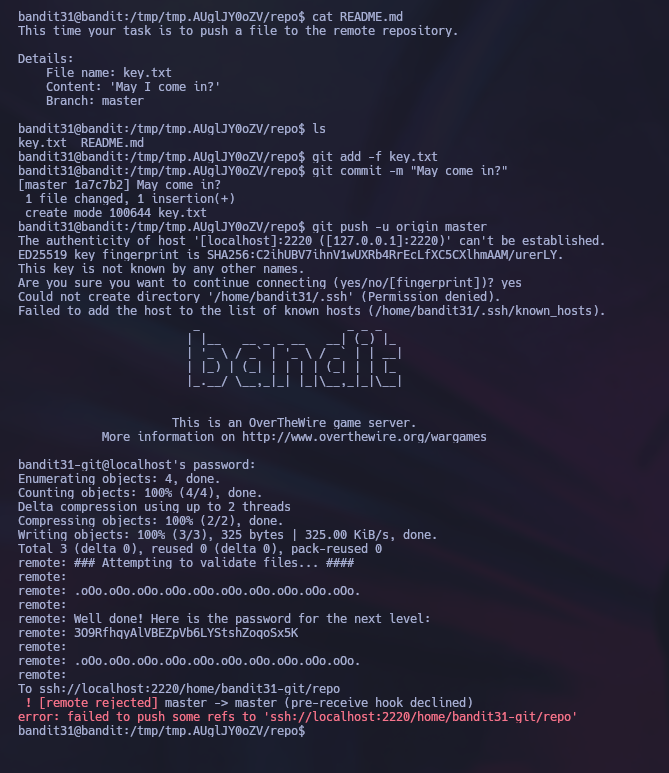 bandit31@bandit:/tmp/tmp.AUglJY0oZV/repo$ cat README.md
This time your task is to push a file to the remote repository.
Details:
    File name: key.txt
    Content: 'May I come in?'
    Branch: master
bandit31@bandit:/tmp/tmp.AUglJY0oZV/repo$ ls
key.txt  README.md
bandit31@bandit:/tmp/tmp.AUglJY0oZV/repo$ git add -f key.txt
bandit31@bandit:/tmp/tmp.AUglJY0oZV/repo$ git commit -m "May come in?"
[master 1a7c7b2] May come in?
 1 file changed, 1 insertion(+)
 create mode 100644 key.txt
bandit31@bandit:/tmp/tmp.AUglJY0oZV/repo$ git push -u origin master
The authenticity of host '[localhost]:2220 ([127.0.0.1]:2220)' can't be established.
ED25519 key fingerprint is SHA256:C2ihUBV7ihnV1wUXRb4RrEcLfXC5CXlhmAAM/urerLY.
This key is not known by any other names.
Are you sure you want to continue connecting (yes/no/[fingerprint])? yes
Could not create directory '/home/bandit31/.ssh' (Permission denied).
Failed to add the host to the list of known hosts (/home/bandit31/.ssh/known_hosts).
bandit
This is an OverTheWire game server.
More information on http://www.overthewire.org/wargames
bandit31-git@localhost's password:
Enumerating objects: 4, done.
Counting objects: 100% (4/4), done.
Delta compression using up to 2 threads
Compressing objects: 100% (2/2), done.
Writing objects: 100% (3/3), 325 bytes | 325.00 KiB/s, done.
Total 3 (delta 0), reused 0 (delta 0), pack-reused 0
remote: ### Attempting to validate files... ####
remote:
remote: .oOo.oOo.oOo.oOo.oOo.oOo.oOo.oOo.oOo.oOo.
remote:
remote: Well done! Here is the password for the next level:
remote: 3O9RfhqyAlVBEZpVb6LYStshZoqoSx5K
remote:
remote: .oOo.oOo.oOo.oOo.oOo.oOo.oOo.oOo.oOo.oOo.
remote:
To ssh://localhost:2220/home/bandit31-git/repo
 ! [remote rejected] master -> master (pre-receive hook declined)
error: failed to push some refs to 'ssh://localhost:2220/home/bandit31-git/repo'
bandit31@bandit:/tmp/tmp.AUglJY0oZV/repo$